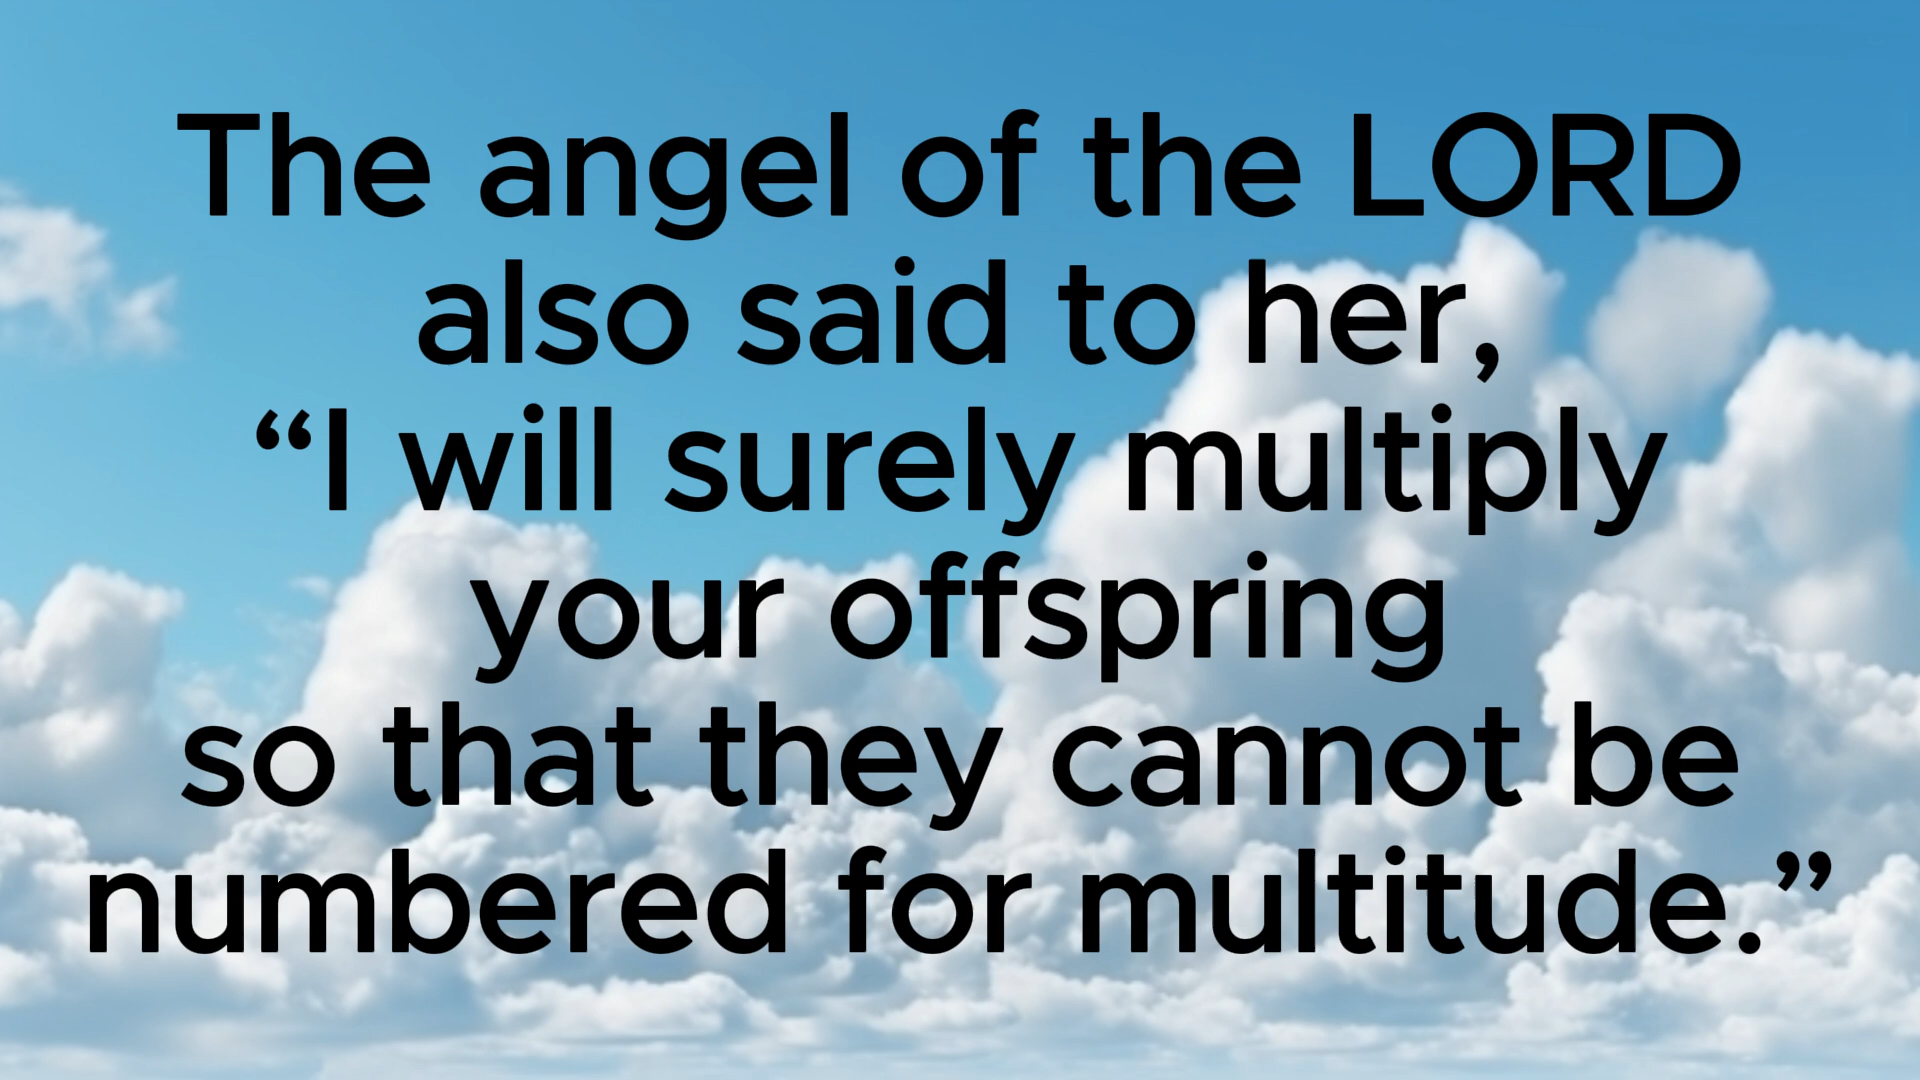 The angel of the LORD
also said to her,
“I will surely multiply
your offspring
so that they cannot be
numbered for multitude.”